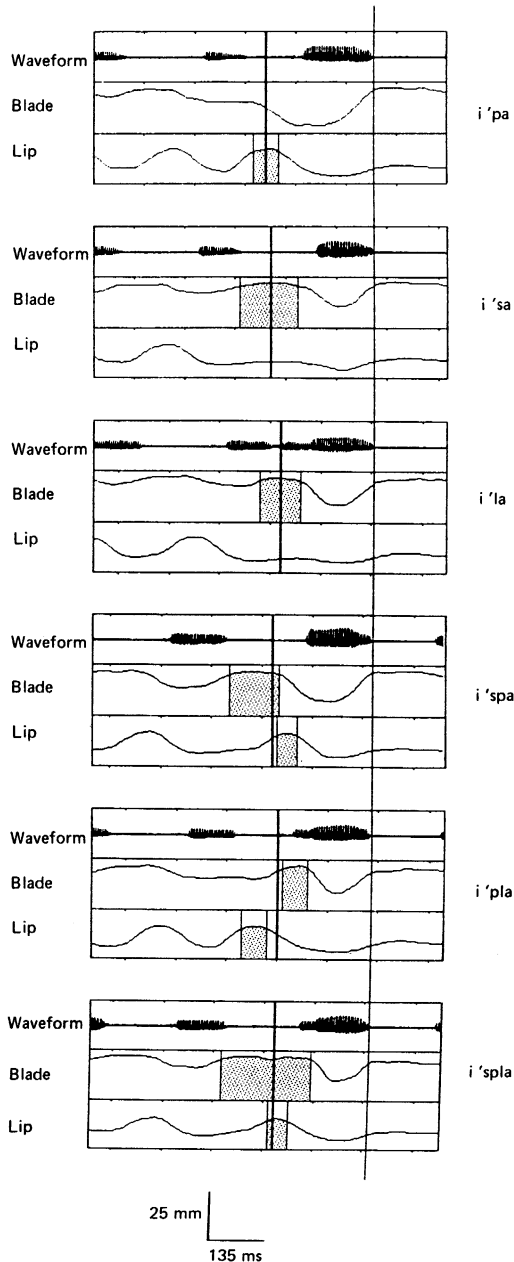 Waveform
Blade
i 'pa
Lip
Waveform
Blade
i 'sa
Lip
Waveform
Blade
i 'la
Lip
Waveform
Blade
i 'spa
Lip
Waveform
Blade
i 'pla
Lip
Waveform
Blade
i 'spla
Lip
25 mm
135 ms